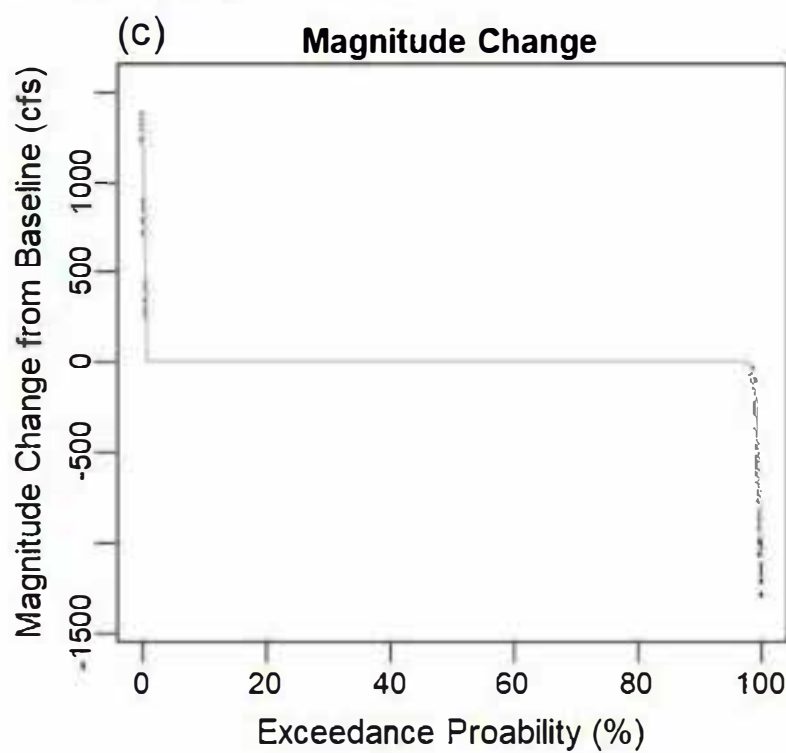 (c)
Magnitude Change
Magnitude Change from Baseline (cfs)
1000
500
0
-500
-1500
0 20 40 60 80 100
Exceedance Proability (%)